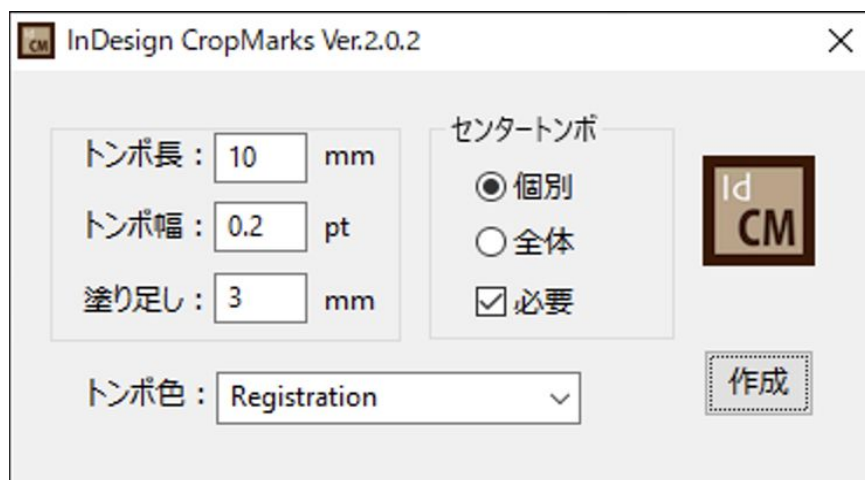 InDesign CropMarks Ver.2.0.2
トンボ長： 10 mm
トンボ幅： 0.2 pt
塗り足し： 3 mm
センタートンボ
個別
全体
必要
Id
CM
トンボ色： Registration
作成